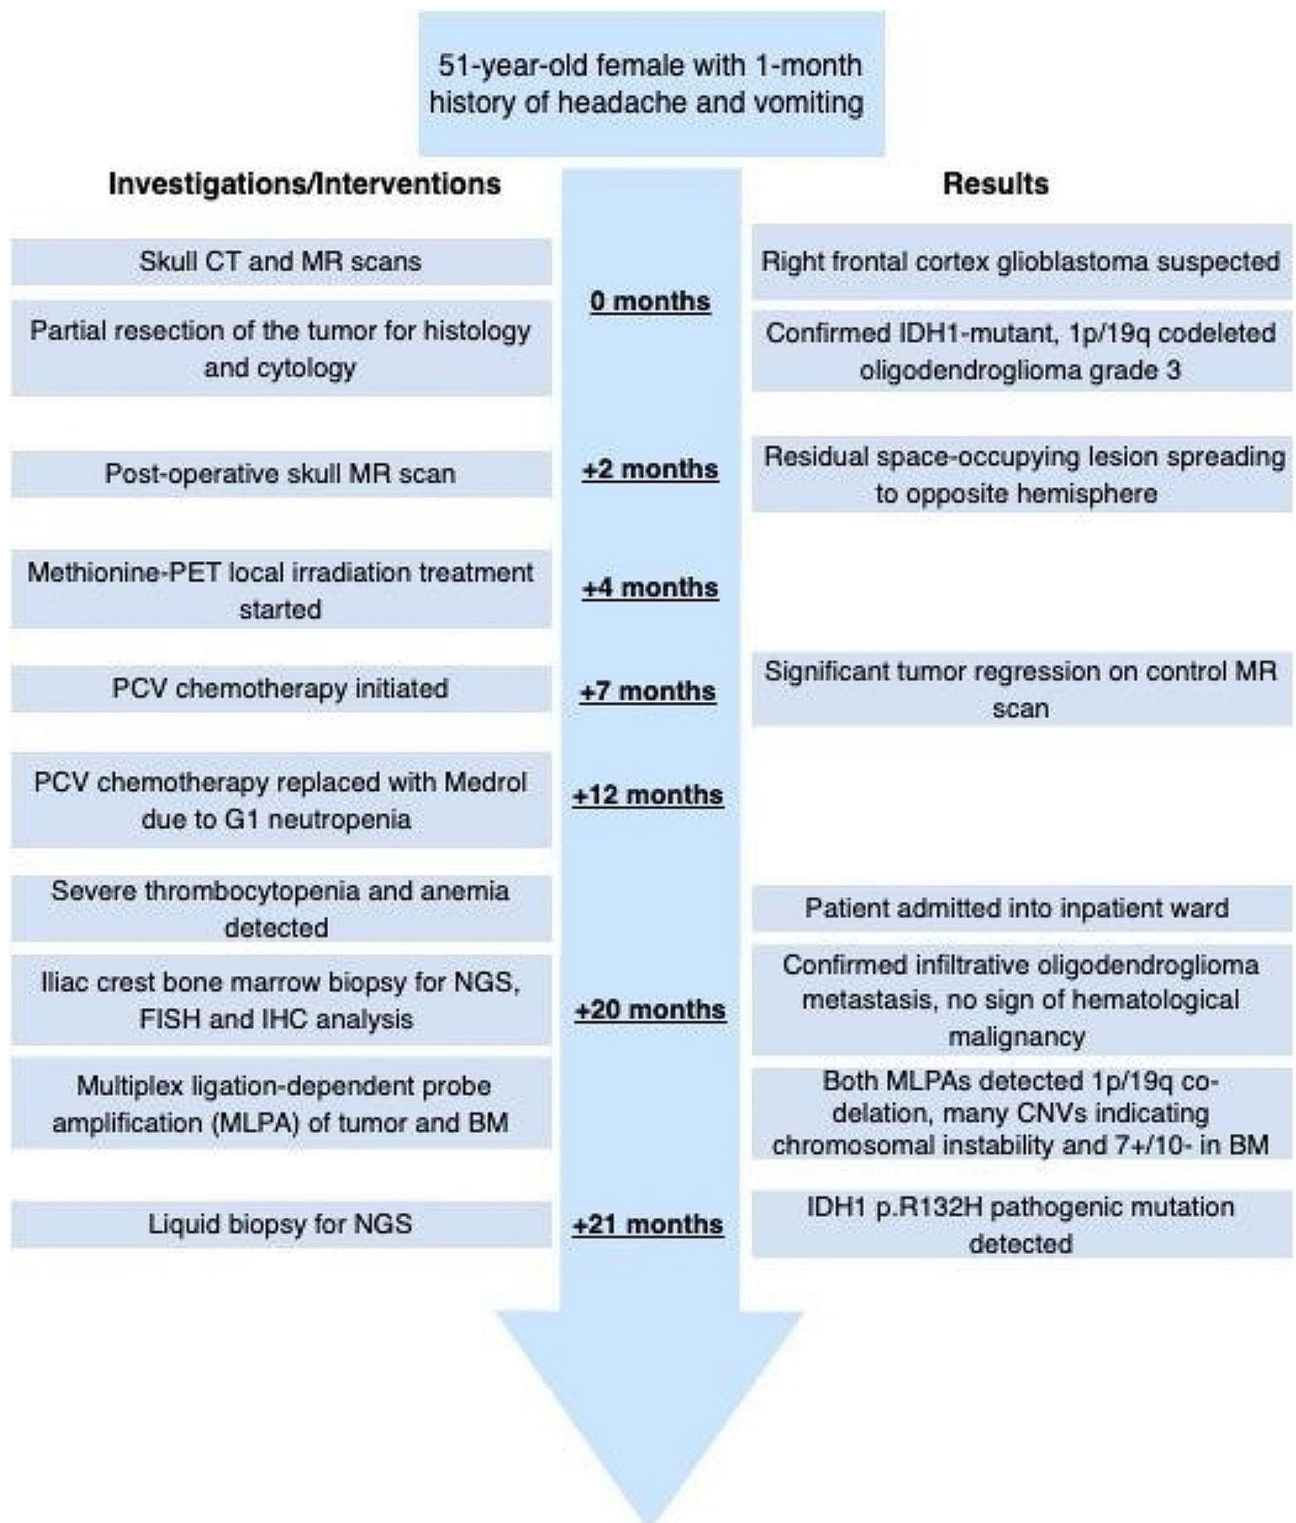 51-year-old female with 1-month
history of headache and vomiting
Investigations/Interventions
Results
Skull CT and MR scans
0 months
Right frontal cortex glioblastoma suspected
Partial resection of the tumor for histology
and cytology
Confirmed IDH1-mutant, 1p/19q codeleted
oligodendroglioma grade 3
Post-operative skull MR scan
+2 months
Residual space-occupying lesion spreading
to opposite hemisphere
Methionine-PET local irradiation treatment
started
+4 months
PCV chemotherapy initiated
+7 months
Significant tumor regression on control MR
scan
PCV chemotherapy replaced with Medrol
due to G1 neutropenia
+12 months
Severe thrombocytopenia and anemia
detected
Patient admitted into inpatient ward
Iliac crest bone marrow biopsy for NGS,
FISH and IHC analysis
+20 months
Confirmed infiltrative oligodendroglioma
metastasis, no sign of hematological
malignancy
Multiplex ligation-dependent probe
amplification (MLPA) of tumor and BM
Both MLPAs detected 1p/19q co-
delation, many CNVs indicating
chromosomal instability and 7+/10- in BM
Liquid biopsy for NGS
+21 months
IDH1 p.R132H pathogenic mutation
detected